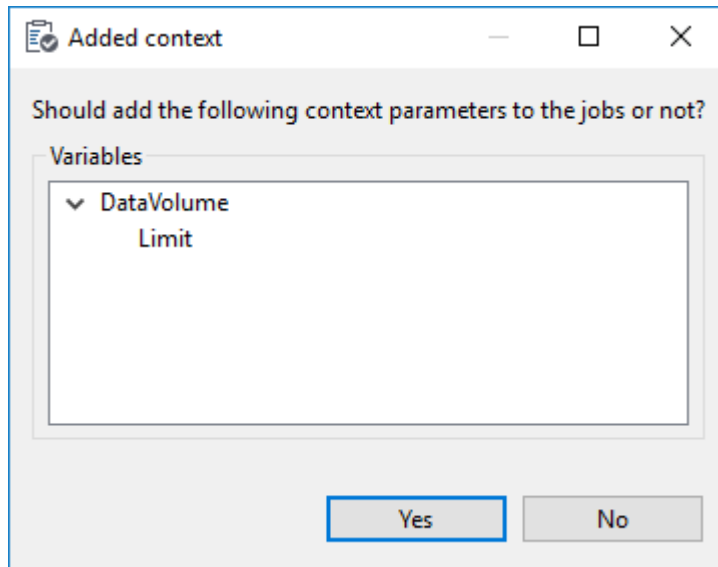 Added context
Should add the following context parameters to the jobs or not?
Variables
DataVolume
Limit
Yes
No